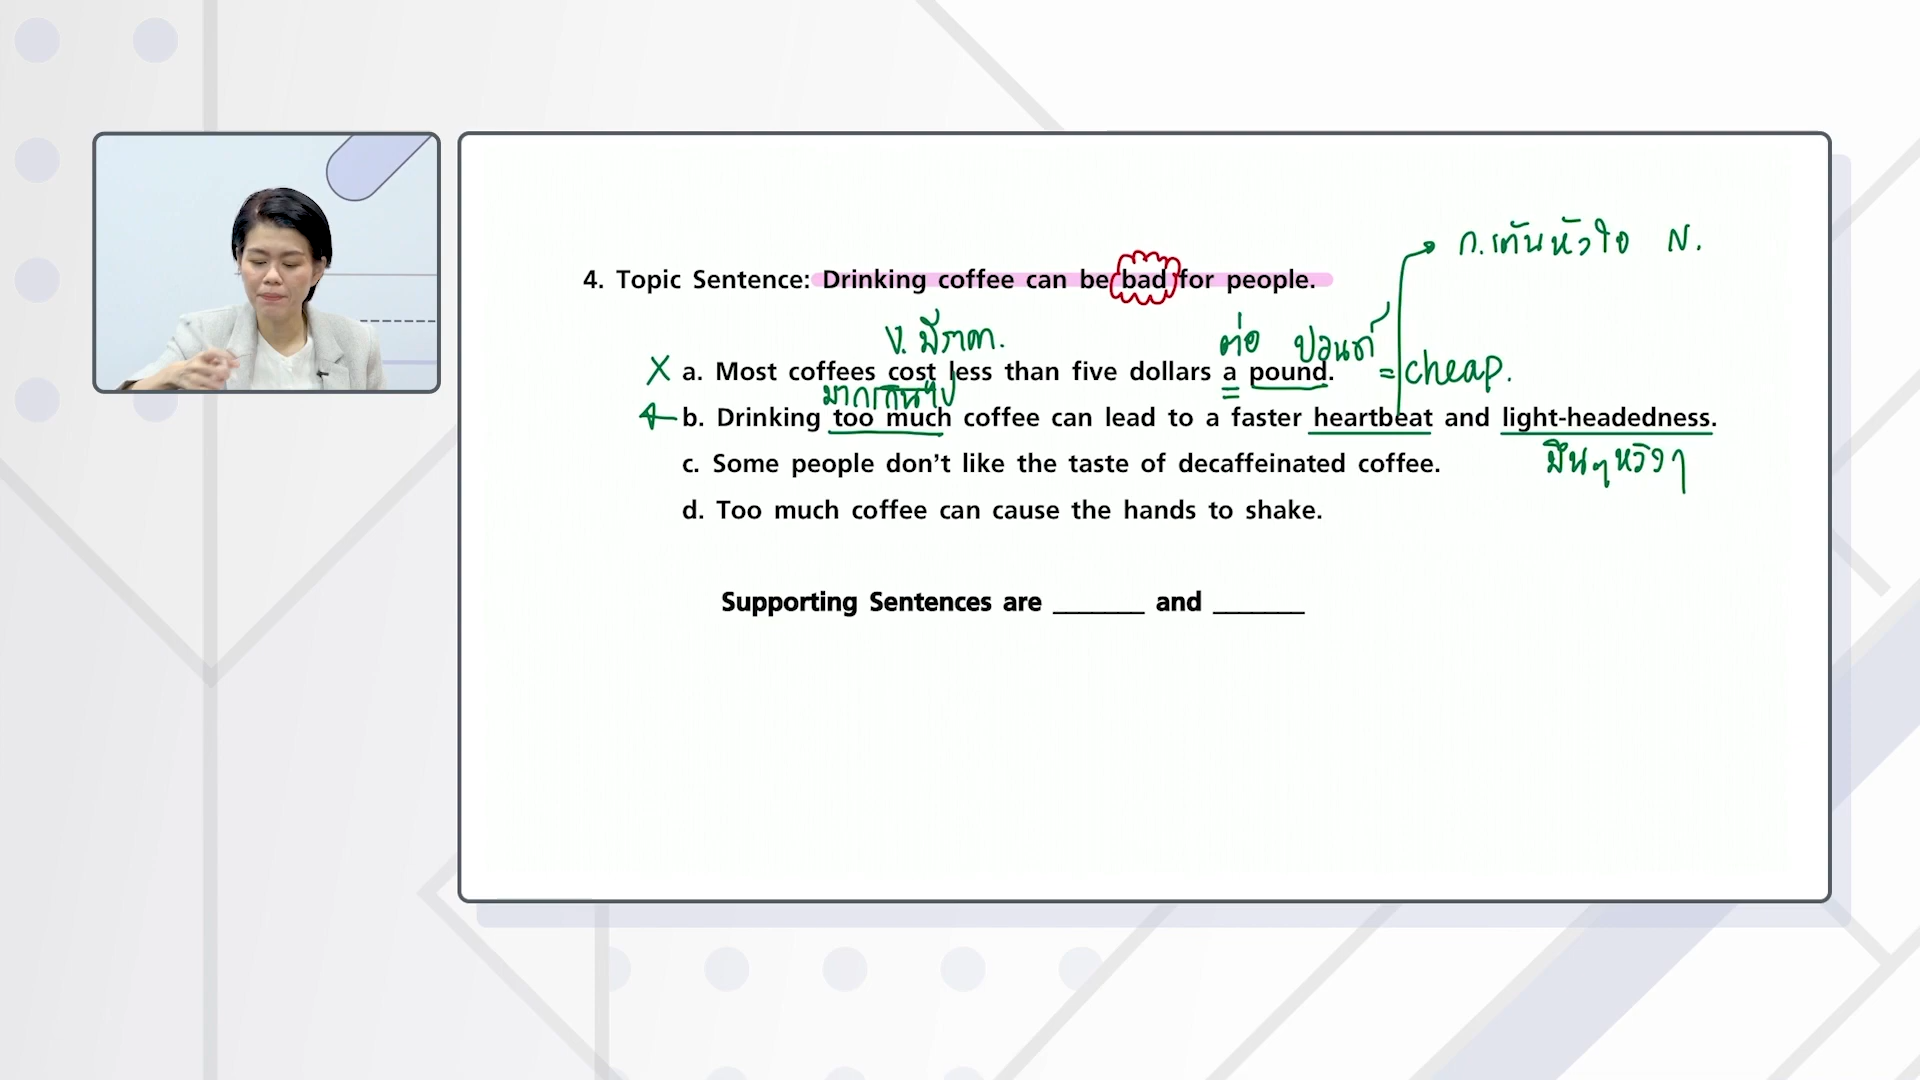 ก.เต้นหัวใจ N.
4. Topic Sentence: Drinking coffee can be bad for people.
v. มีราคา. ต่อ ปอนด์
X a. Most coffees cost less than five dollars a pound. = cheap.
มากเกินไป
b. Drinking too much coffee can lead to a faster heartbeat and light-headedness.
มึนๆ หวิวๆ
c. Some people don't like the taste of decaffeinated coffee.
d. Too much coffee can cause the hands to shake.
Supporting Sentences are _______ and _______